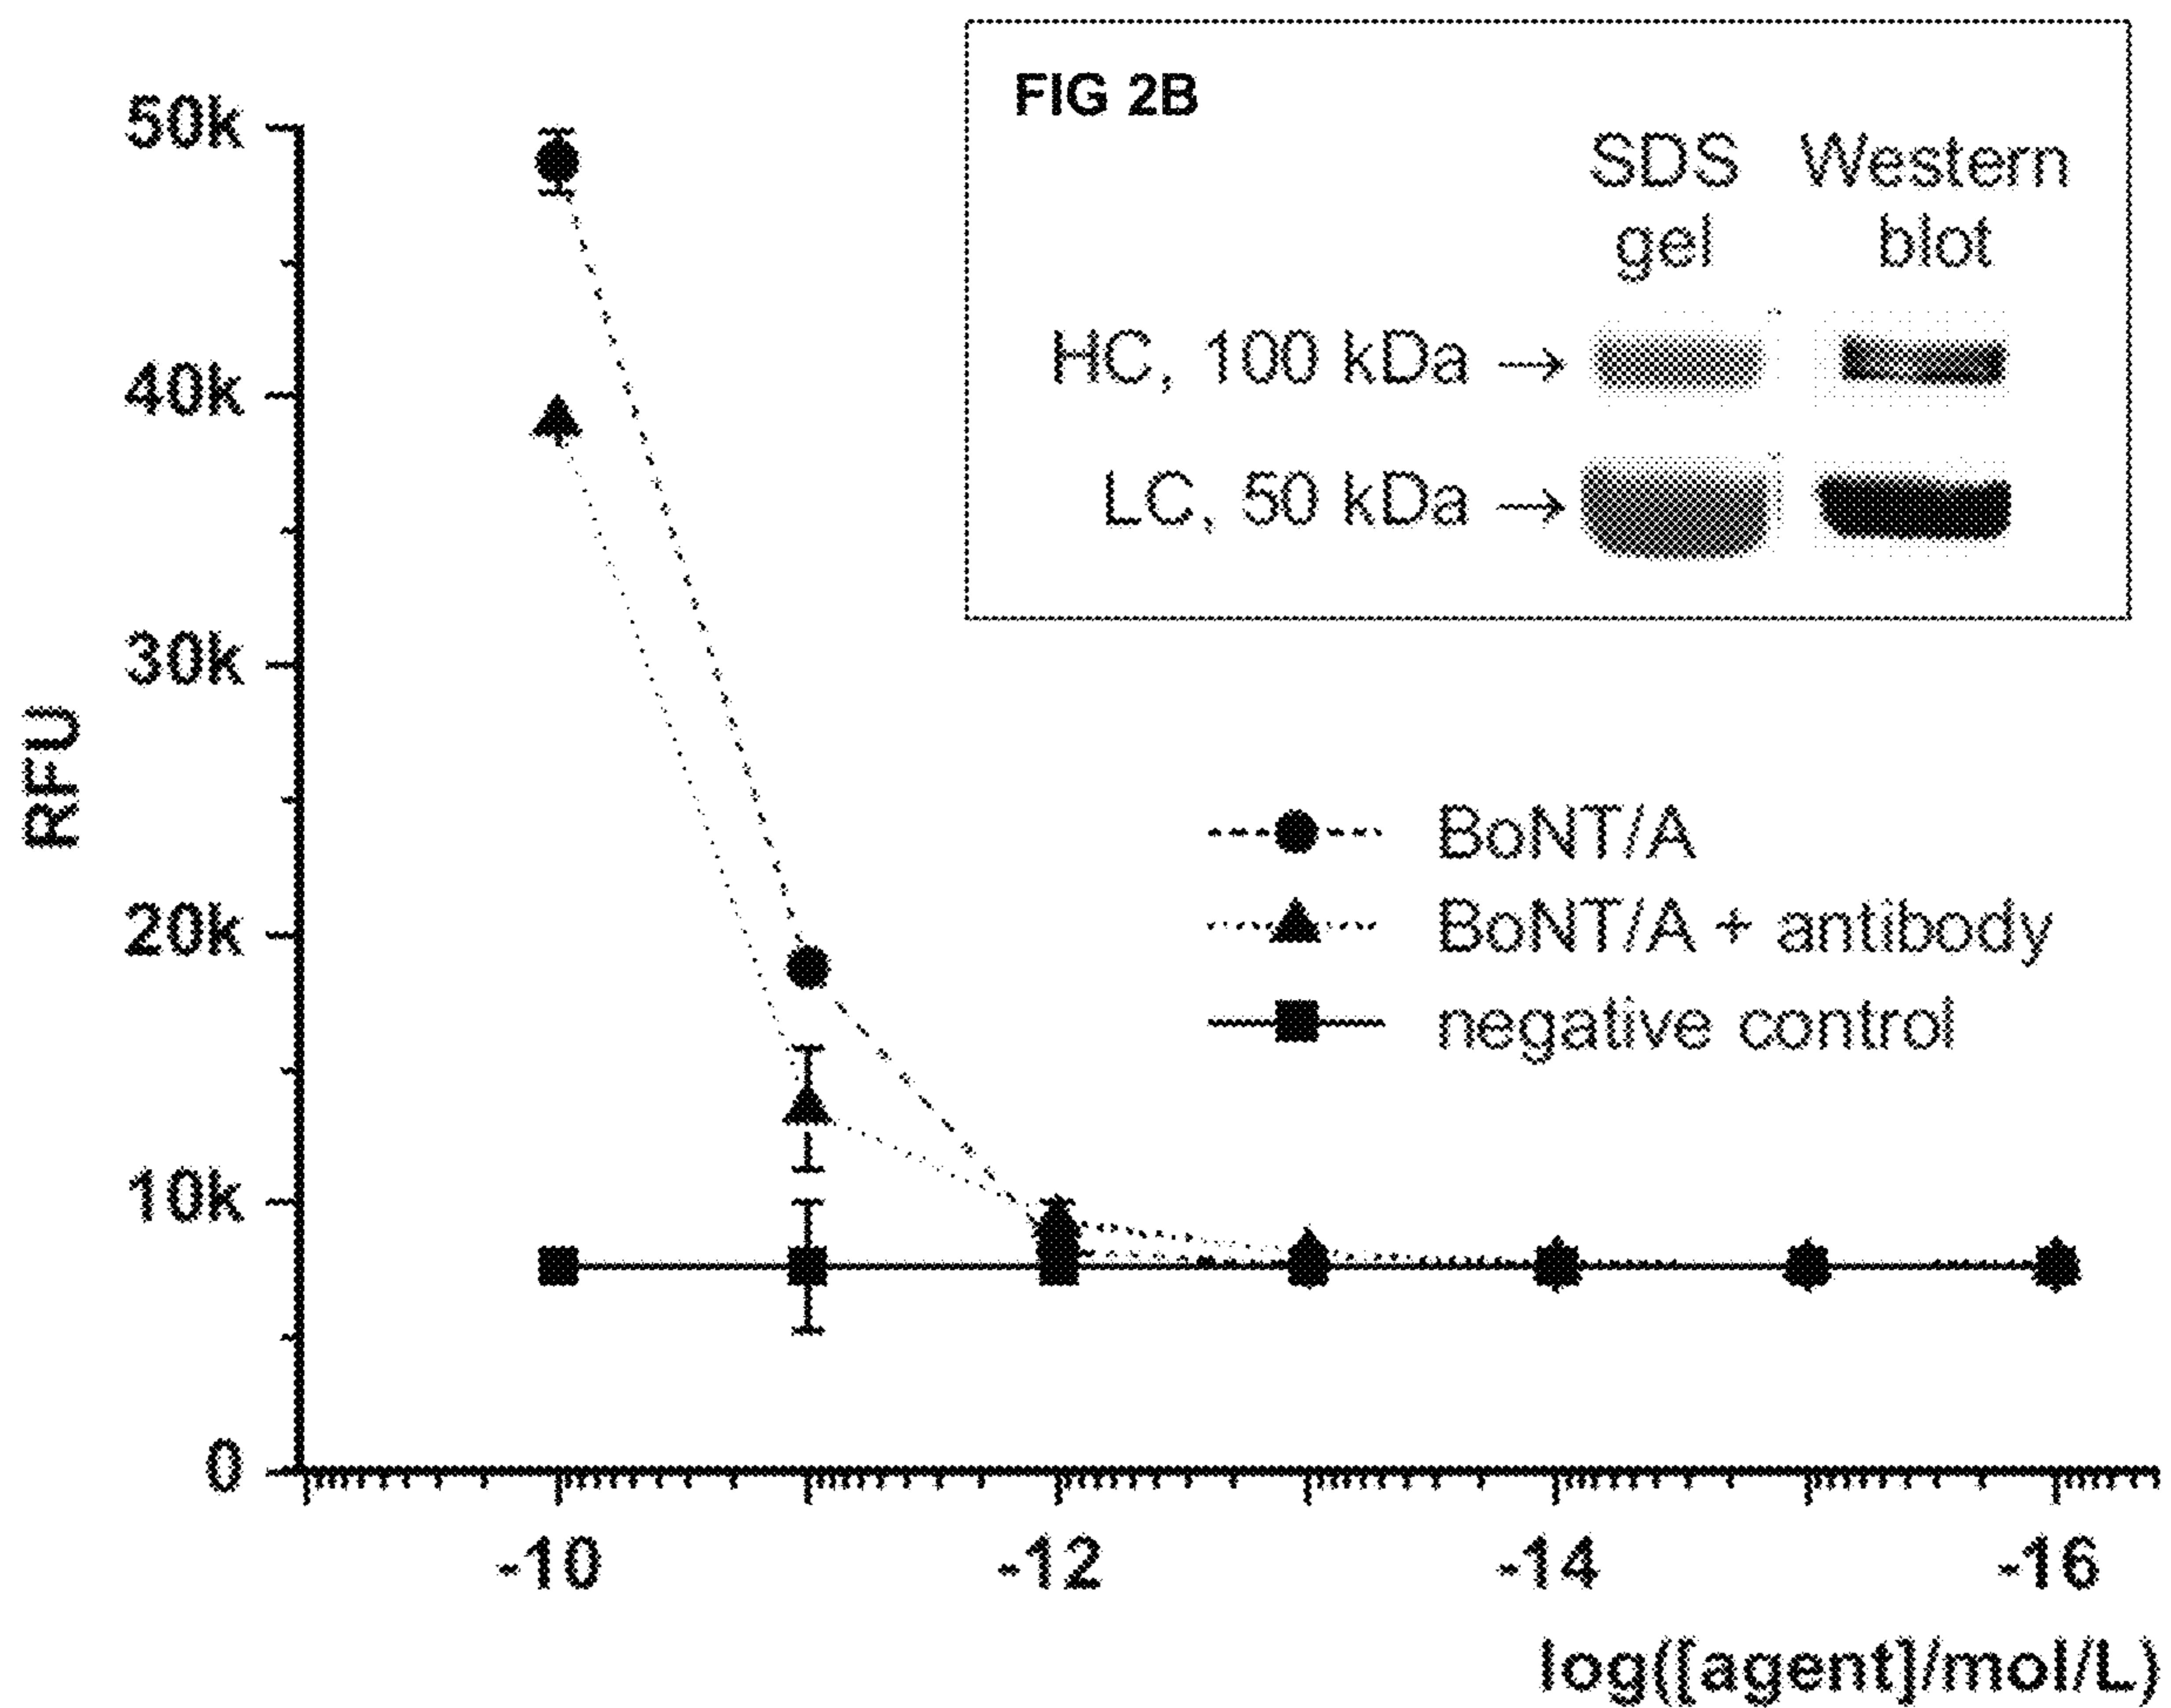 FIG 2B
SDS Western
gel blot
HC, 100 kDa →
LC, 50 kDa →
50k
40k
30k
20k
10k
0
RFU
BoNT/A
BoNT/A + antibody
negative control
-10 -12 -14 -16
log([agent]/mol/L)